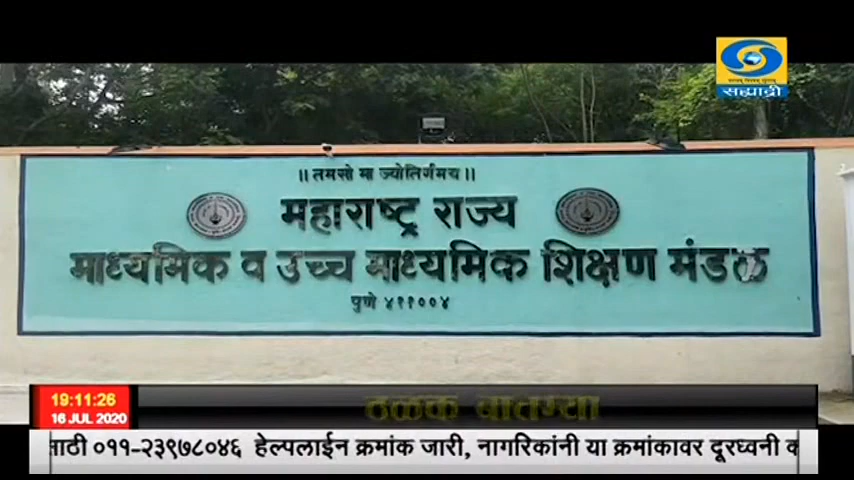 सह्याद्री
॥ तमसो मा ज्योतिर्गमय ॥
महाराष्ट्र राज्य
माध्यमिक व उच्च माध्यमिक शिक्षण मंडळ
पुणे ४११००४
19:11:26
16 JUL 2020
ठळक बातम्या
साठी ०११-२३९७८०४६ हेल्पलाईन क्रमांक जारी, नागरिकांनी या क्रमांकावर दूरध्वनी